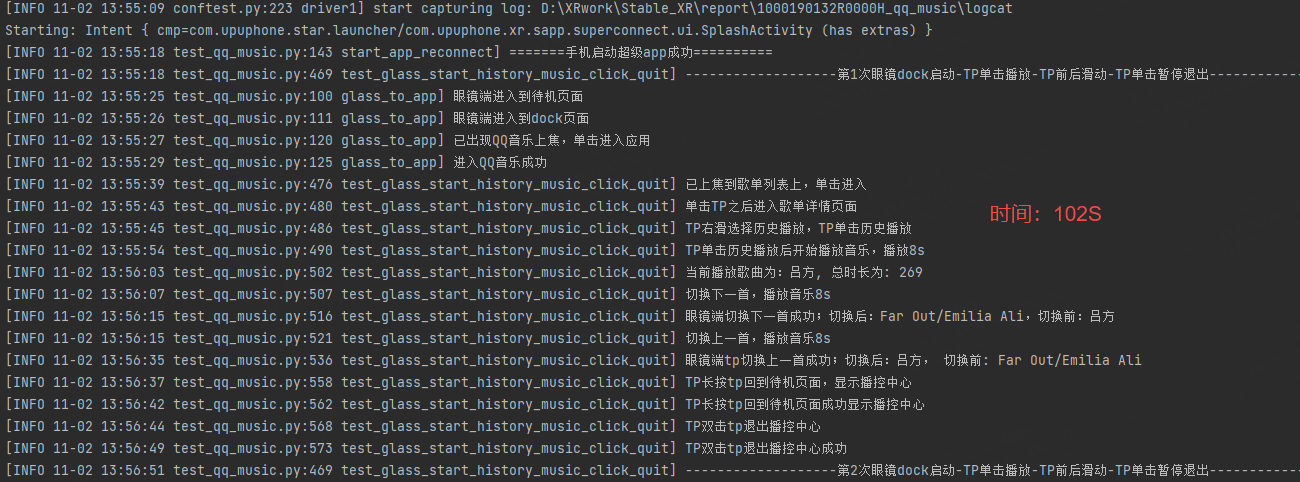 [INFO 11-02 13:55:09 conftest.py:223 driver1] start capturing log: D:\XRwork\Stable_XR\report\1000190132R0000H_qq_music\logcat
Starting: Intent { cmp=com.upuphone.star.launcher/com.upuphone.xr.sapp.superconnect.ui.SplashActivity (has extras) }
[INFO 11-02 13:55:18 test_qq_music.py:143 start_app_reconnect] =======手机启动超级app成功==========
[INFO 11-02 13:55:18 test_qq_music.py:469 test_glass_start_history_music_click_quit] -------------------第1次眼镜dock启动-TP单击播放-TP前后滑动-TP单击暂停退出------------
[INFO 11-02 13:55:25 test_qq_music.py:100 glass_to_app] 眼镜端进入到待机页面
[INFO 11-02 13:55:26 test_qq_music.py:111 glass_to_app] 眼镜端进入到dock页面
[INFO 11-02 13:55:27 test_qq_music.py:120 glass_to_app] 已出现QQ音乐上焦，单击进入应用
[INFO 11-02 13:55:29 test_qq_music.py:125 glass_to_app] 进入QQ音乐成功
[INFO 11-02 13:55:39 test_qq_music.py:476 test_glass_start_history_music_click_quit] 已上焦到歌单列表上，单击进入
[INFO 11-02 13:55:43 test_qq_music.py:480 test_glass_start_history_music_click_quit] 单击TP之后进入歌单详情页面
时间：102S
[INFO 11-02 13:55:45 test_qq_music.py:486 test_glass_start_history_music_click_quit] TP右滑选择历史播放，TP单击历史播放
[INFO 11-02 13:55:54 test_qq_music.py:490 test_glass_start_history_music_click_quit] TP单击历史播放后开始播放音乐，播放8s
[INFO 11-02 13:56:03 test_qq_music.py:502 test_glass_start_history_music_click_quit] 当前播放歌曲为：吕方, 总时长为: 269
[INFO 11-02 13:56:07 test_qq_music.py:507 test_glass_start_history_music_click_quit] 切换下一首，播放音乐8s
[INFO 11-02 13:56:15 test_qq_music.py:516 test_glass_start_history_music_click_quit] 眼镜端切换下一首成功；切换后：Far Out/Emilia Ali，切换前：吕方
[INFO 11-02 13:56:15 test_qq_music.py:521 test_glass_start_history_music_click_quit] 切换上一首，播放音乐8s
[INFO 11-02 13:56:35 test_qq_music.py:536 test_glass_start_history_music_click_quit] 眼镜端tp切换上一首成功；切换后：吕方， 切换前: Far Out/Emilia Ali
[INFO 11-02 13:56:37 test_qq_music.py:558 test_glass_start_history_music_click_quit] TP长按tp回到待机页面，显示播控中心
[INFO 11-02 13:56:42 test_qq_music.py:562 test_glass_start_history_music_click_quit] TP长按tp回到待机页面成功显示播控中心
[INFO 11-02 13:56:44 test_qq_music.py:568 test_glass_start_history_music_click_quit] TP双击tp退出播控中心
[INFO 11-02 13:56:49 test_qq_music.py:573 test_glass_start_history_music_click_quit] TP双击tp退出播控中心成功
[INFO 11-02 13:56:51 test_qq_music.py:469 test_glass_start_history_music_click_quit] -------------------第2次眼镜dock启动-TP单击播放-TP前后滑动-TP单击暂停退出------------